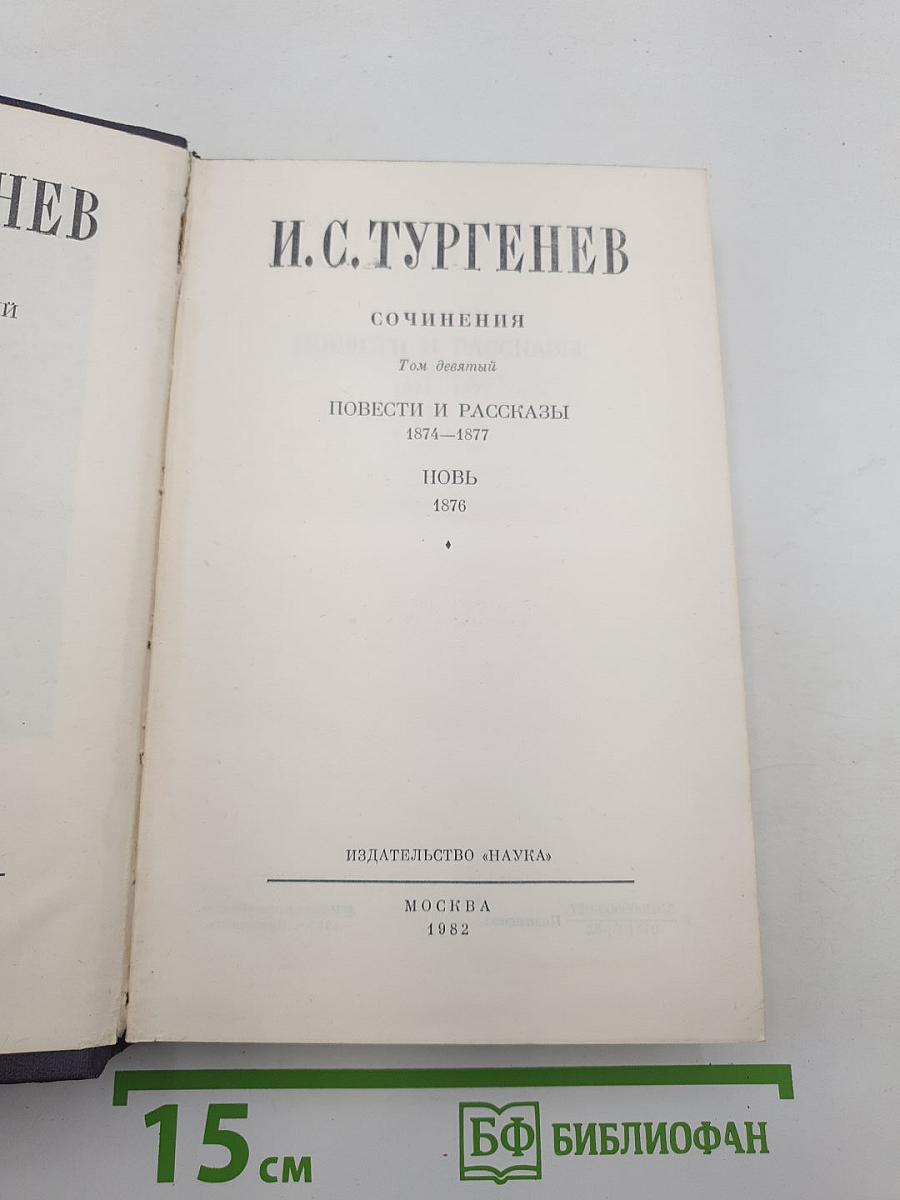 НЕВ
ИЙ
И.С.ТУРГЕНЕВ
СОЧИНЕНИЯ
Том девятый
ПОВЕСТИ И РАССКАЗЫ
1874—1877
НОВЬ
1876
ИЗДАТЕЛЬСТВО «НАУКА»
МОСКВА
1982
15 см
БФ БИБЛИОФАН